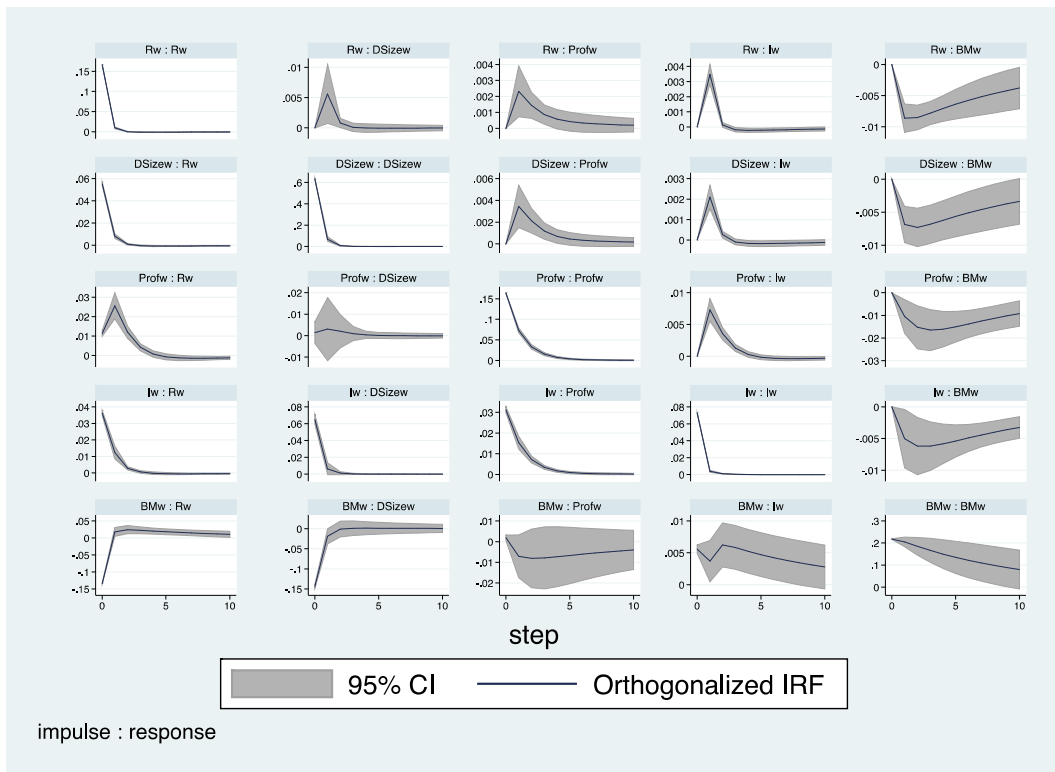 Rw : Rw
Rw : DSizew
Rw : Profw
Rw : Iw
Rw : BMw
.15
.1
.05
0
.01
.005
0
.004
.003
.002
.001
0
.004
.003
.002
.001
0
0
-.005
-.01
DSizew : Rw
DSizew : DSizew
DSizew : Profw
DSizew : Iw
DSizew : BMw
.06
.04
.02
0
.6
.4
.2
0
.006
.004
.002
0
.003
.002
.001
0
0
-.005
-.01
Profw : Rw
Profw : DSizew
Profw : Profw
Profw : Iw
Profw : BMw
.03
.02
.01
0
.02
.01
0
-.01
.15
.1
.05
0
.01
.005
0
0
-.01
-.02
-.03
Iw : Rw
Iw : DSizew
Iw : Profw
Iw : Iw
Iw : BMw
.04
.03
.02
.01
0
.08
.06
.04
.02
0
.03
.02
.01
0
.08
.06
.04
.02
0
0
-.005
-.01
BMw : Rw
BMw : DSizew
BMw : Profw
BMw : Iw
BMw : BMw
.05
0
-.05
-.1
-.15
.05
0
-.05
-.1
-.15
.01
0
-.01
-.02
.01
.005
0
.3
.2
.1
0
0 5 10
0 5 10
0 5 10
0 5 10
0 5 10
step
95% CI
Orthogonalized IRF
impulse : response